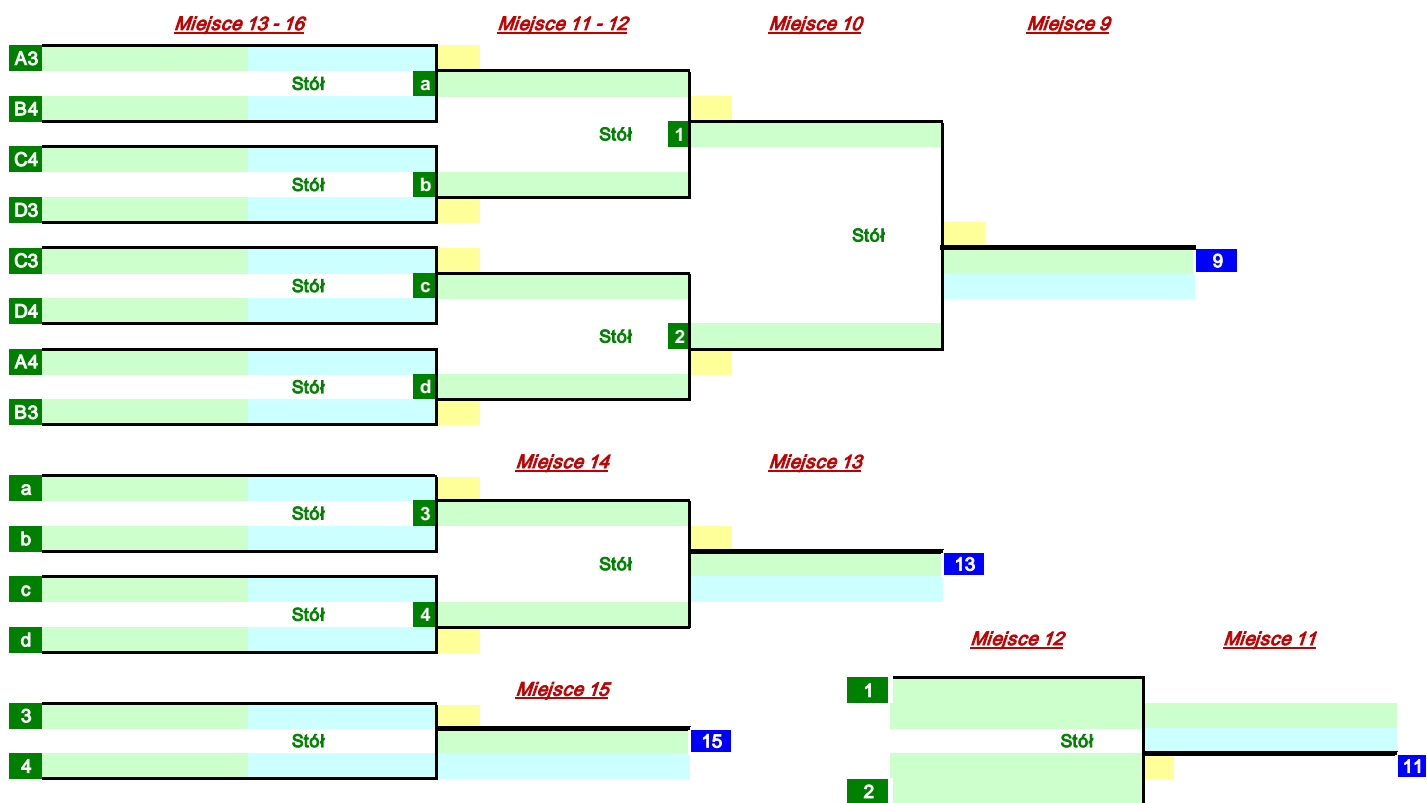 Miejsce 13 - 16 Miejsce 11 - 12 Miejsce 10 Miejsce 9
A3
Stół a
B4
Stół 1
C4
Stół b
D3
Stół
C3
9
Stół c
D4
Stół 2
A4
Stół d
B3
Miejsce 14 Miejsce 13
a
Stół 3
b
Stół 13
c
Stół 4
d
Miejsce 12 Miejsce 11
Miejsce 15
1
3
Stół 15 Stół
4
11
2